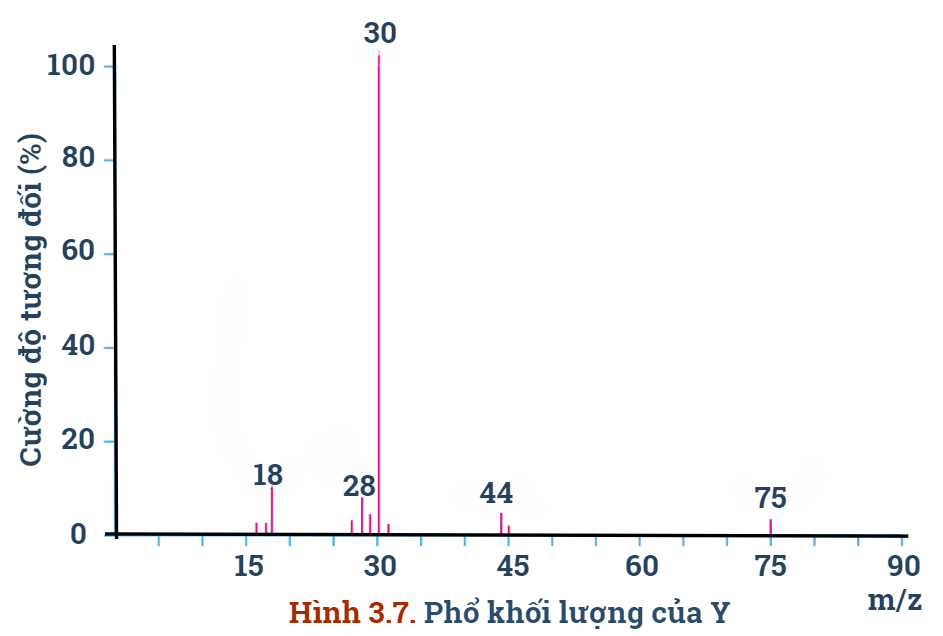 30
100
80
60
40
20
0
Cường độ tương đối (%)
18
28
44
75
15 30 45 60 75 90
m/z
Hình 3.7. Phổ khối lượng của Y